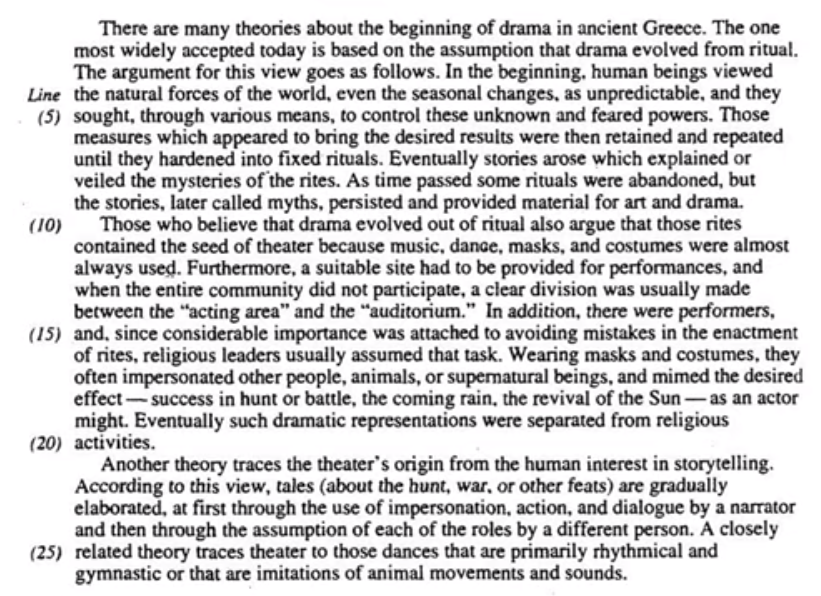 There are many theories about the beginning of drama in ancient Greece. The one
most widely accepted today is based on the assumption that drama evolved from ritual.
The argument for this view goes as follows. In the beginning, human beings viewed
Line the natural forces of the world, even the seasonal changes, as unpredictable, and they
(5) sought, through various means, to control these unknown and feared powers. Those
measures which appeared to bring the desired results were then retained and repeated
until they hardened into fixed rituals. Eventually stories arose which explained or
veiled the mysteries of the rites. As time passed some rituals were abandoned, but
the stories, later called myths, persisted and provided material for art and drama.
(10) Those who believe that drama evolved out of ritual also argue that those rites
contained the seed of theater because music, dance, masks, and costumes were almost
always used. Furthermore, a suitable site had to be provided for performances, and
when the entire community did not participate, a clear division was usually made
between the “acting area” and the “auditorium.” In addition, there were performers,
(15) and, since considerable importance was attached to avoiding mistakes in the enactment
of rites, religious leaders usually assumed that task. Wearing masks and costumes, they
often impersonated other people, animals, or supernatural beings, and mimed the desired
effect — success in hunt or battle, the coming rain, the revival of the Sun — as an actor
might. Eventually such dramatic representations were separated from religious
(20) activities.
Another theory traces the theater’s origin from the human interest in storytelling.
According to this view, tales (about the hunt, war, or other feats) are gradually
elaborated, at first through the use of impersonation, action, and dialogue by a narrator
and then through the assumption of each of the roles by a different person. A closely
(25) related theory traces theater to those dances that are primarily rhythmical and
gymnastic or that are imitations of animal movements and sounds.